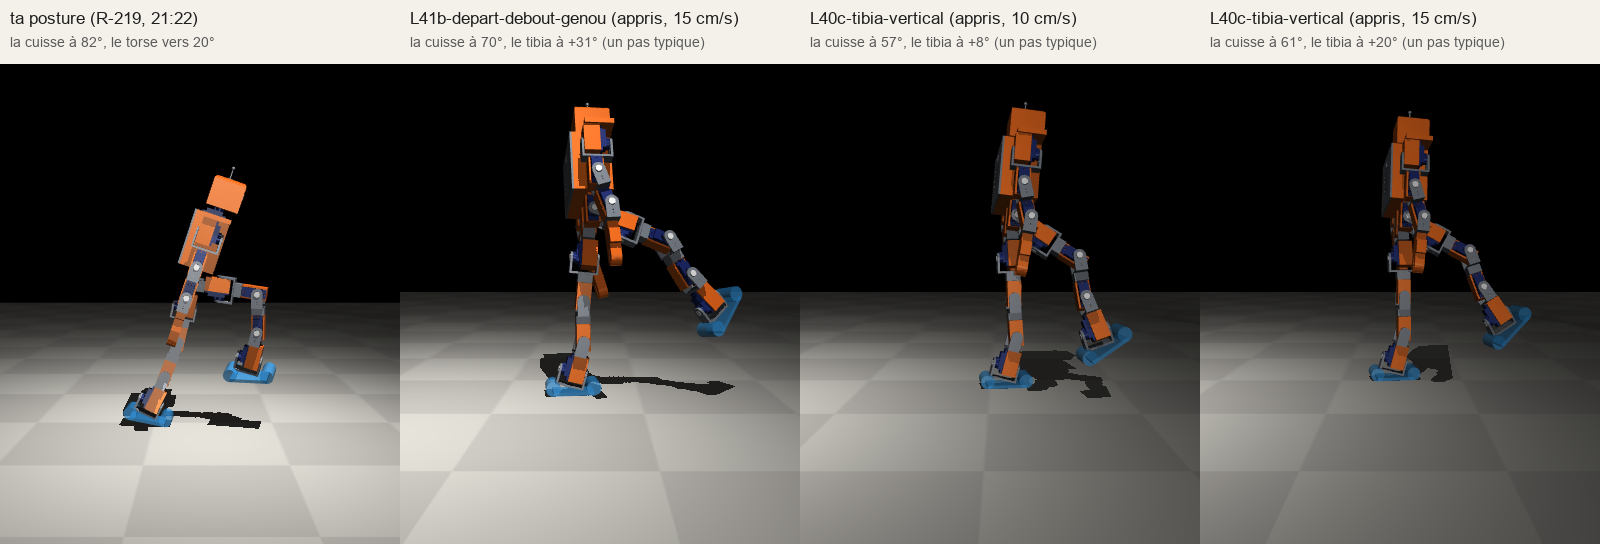 ta posture (R-219, 21:22)
la cuisse à 82°, le torse vers 20°
L41b-depart-debout-genou (appris, 15 cm/s)
la cuisse à 70°, le tibia à +31° (un pas typique)
L40c-tibia-vertical (appris, 10 cm/s)
la cuisse à 57°, le tibia à +8° (un pas typique)
L40c-tibia-vertical (appris, 15 cm/s)
la cuisse à 61°, le tibia à +20° (un pas typique)